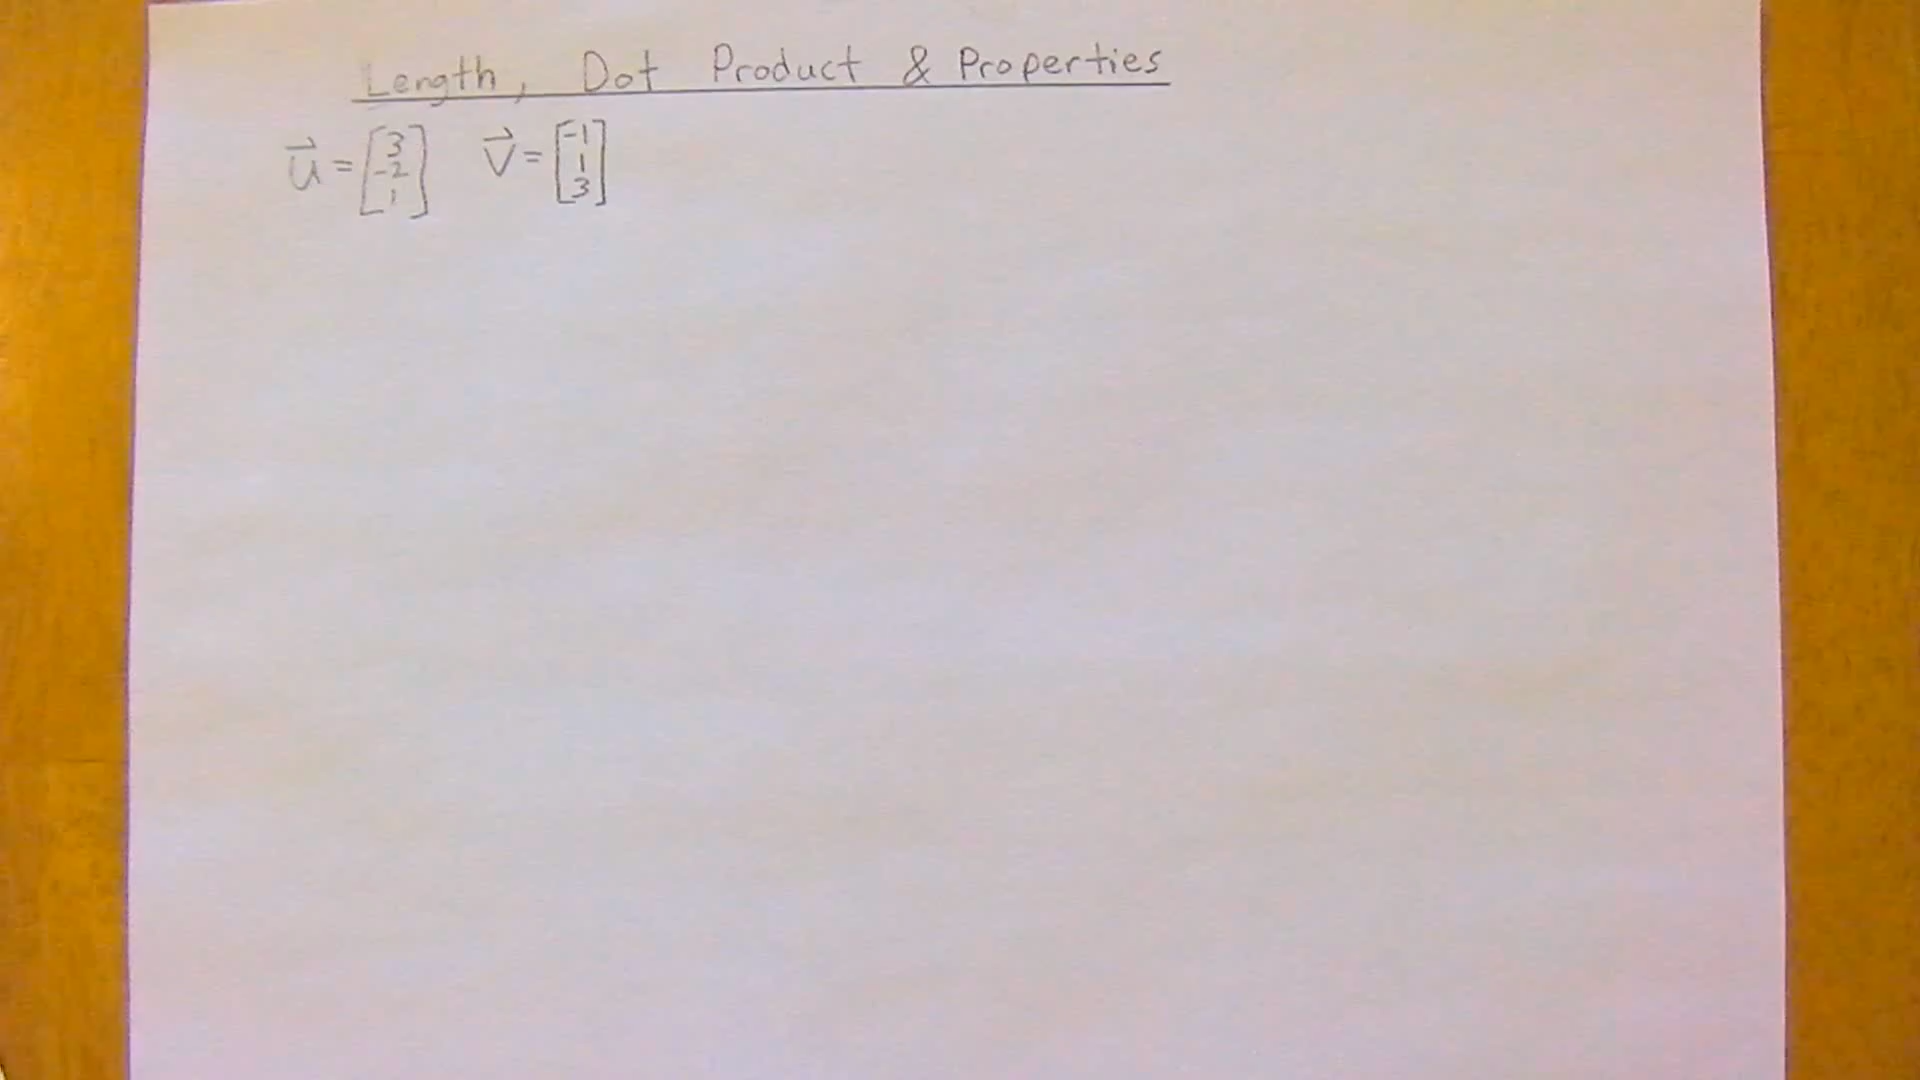 Length, Dot Product & Properties
u⃗ = [3 -2 1] v⃗ = [-1 1 3]